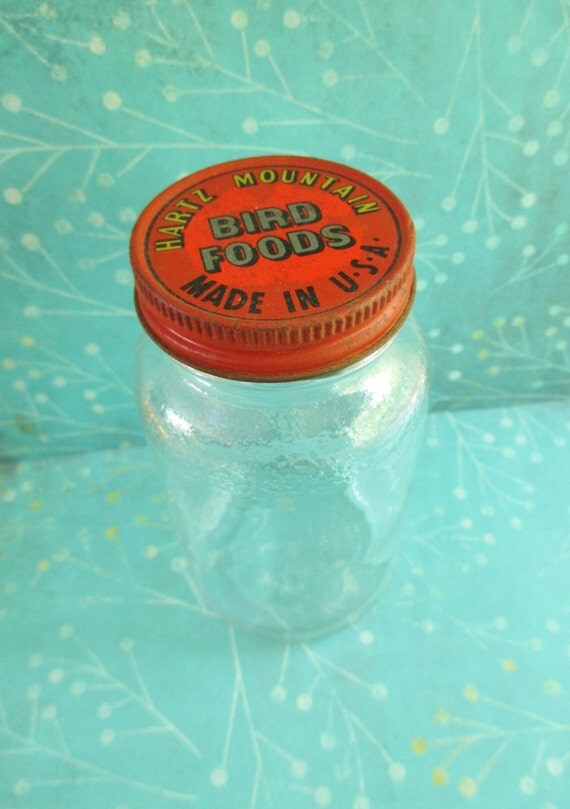 HARTZ MOUNTAIN
BIRD
FOODS
MADE IN U·S·A·